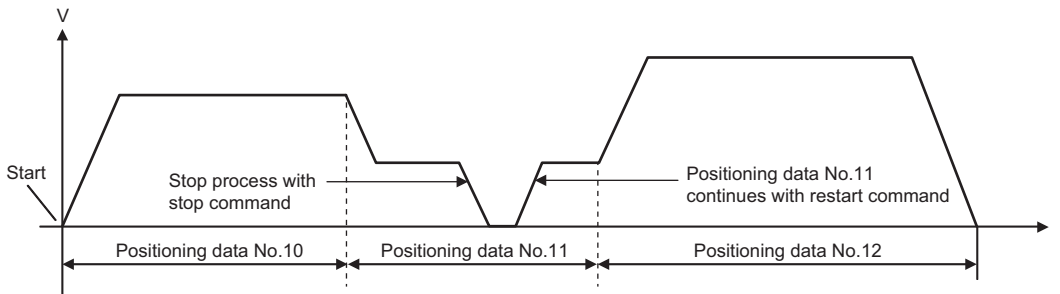 V
Start
Stop process with
stop command
Positioning data No.11
continues with restart command
Positioning data No.10
Positioning data No.11
Positioning data No.12